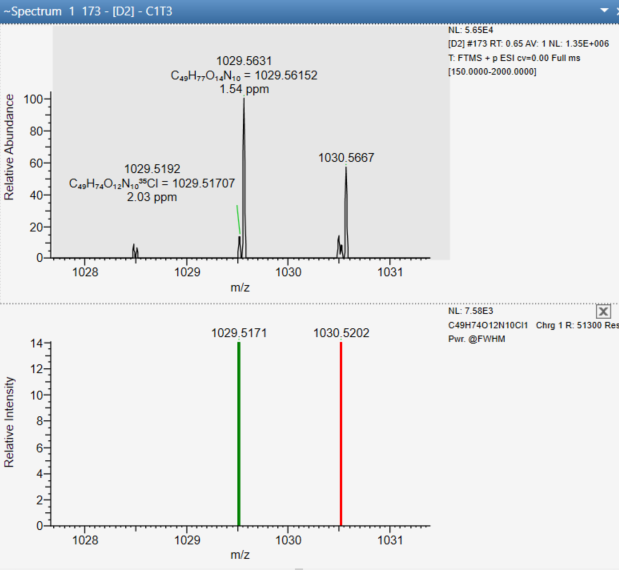 ~Spectrum 1 173 - [D2] - C1T3
NL: 5.65E4
[D2] #173 RT: 0.65 AV: 1 NL: 1.35E+006
T: FTMS + p ESI cv=0.00 Full ms
[150.0000-2000.0000]
1029.5631
C₄₉H₇₇O₁₄N₁₀ = 1029.56152
1.54 ppm
1030.5667
1029.5192
C₄₉H₇₄O₁₂N₁₀³⁵Cl = 1029.51707
2.03 ppm
Relative Abundance
100
80
60
40
20
0
1028
1029
1030
1031
m/z
NL: 7.58E3
C49H74O12N10Cl1 Chrg 1 R: 51300 Res
Pwr. @FWHM
X
1029.5171
1030.5202
Relative Intensity
14
12
10
8
6
4
2
0
1028
1029
1030
1031
m/z